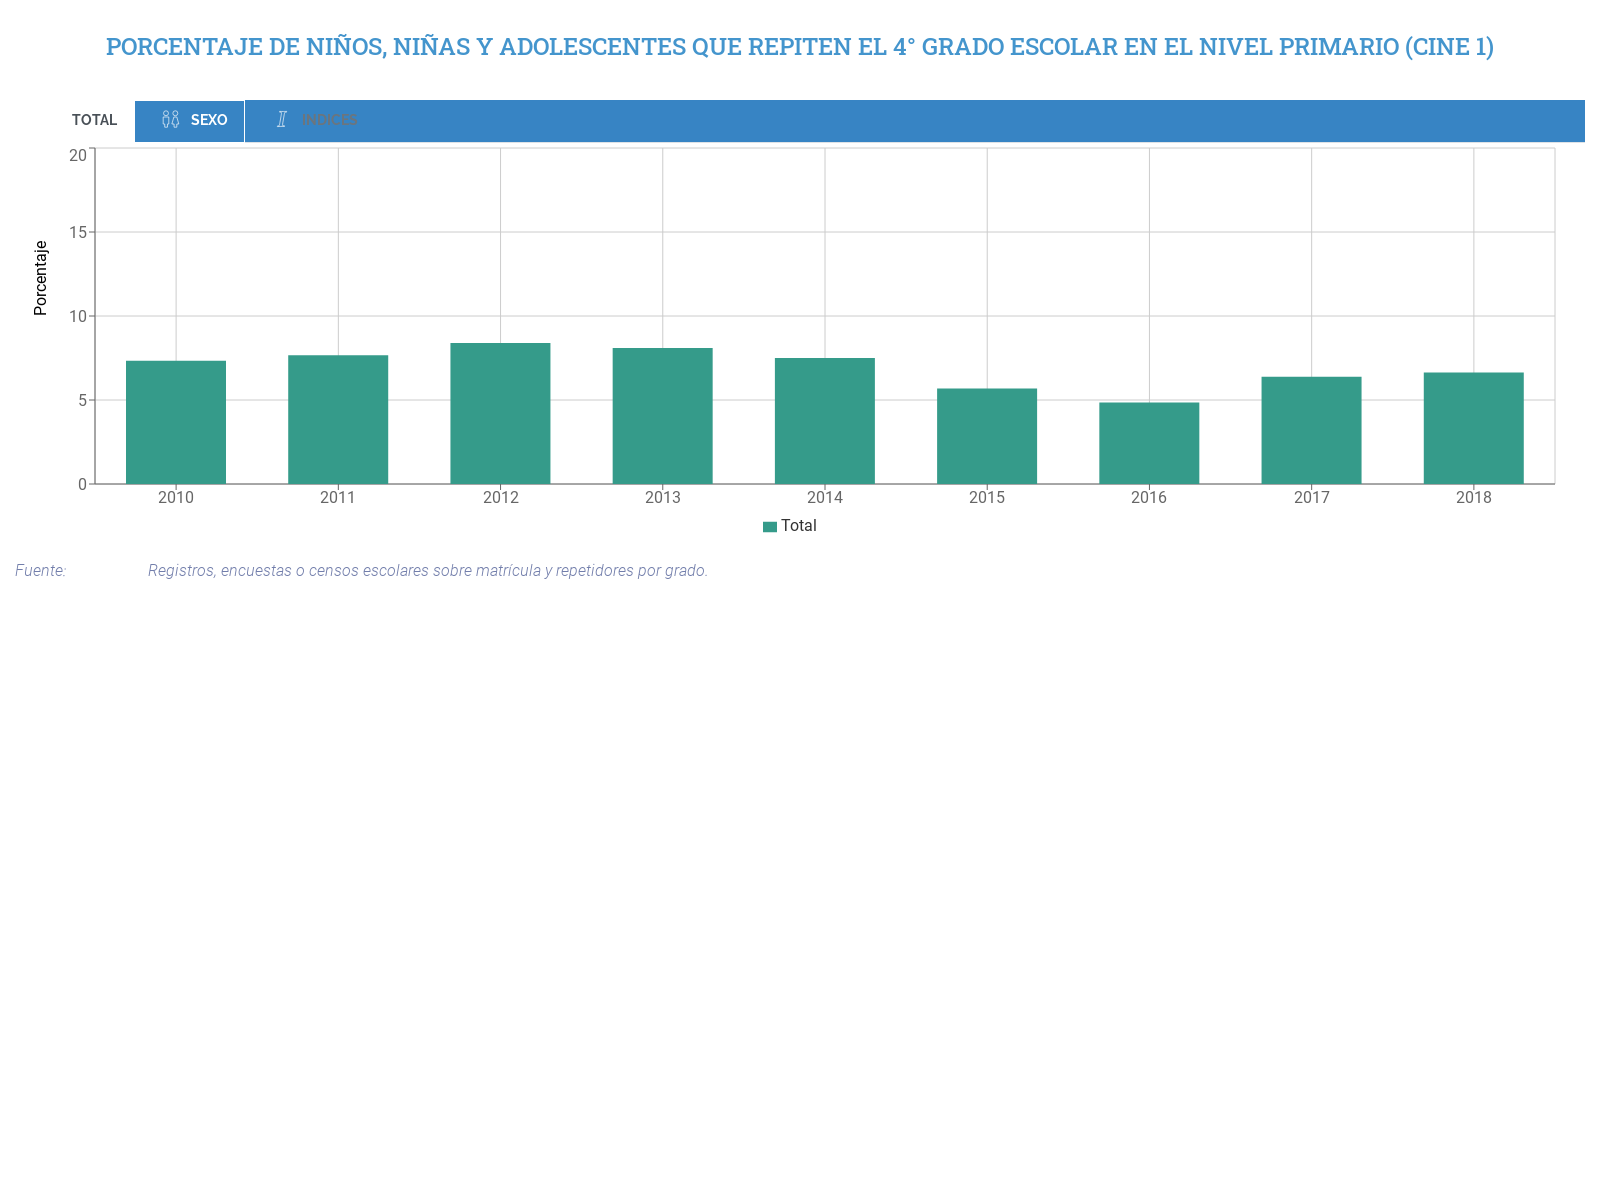 PORCENTAJE DE NIÑOS, NIÑAS Y ADOLESCENTES QUE REPITEN EL 4° GRADO ESCOLAR EN EL NIVEL PRIMARIO (CINE 1)
TOTAL SEXO INDICES
20
15
10
5
0
Porcentaje
2010 2011 2012 2013 2014 2015 2016 2017 2018
Total
Fuente: Registros, encuestas o censos escolares sobre matrícula y repetidores por grado.